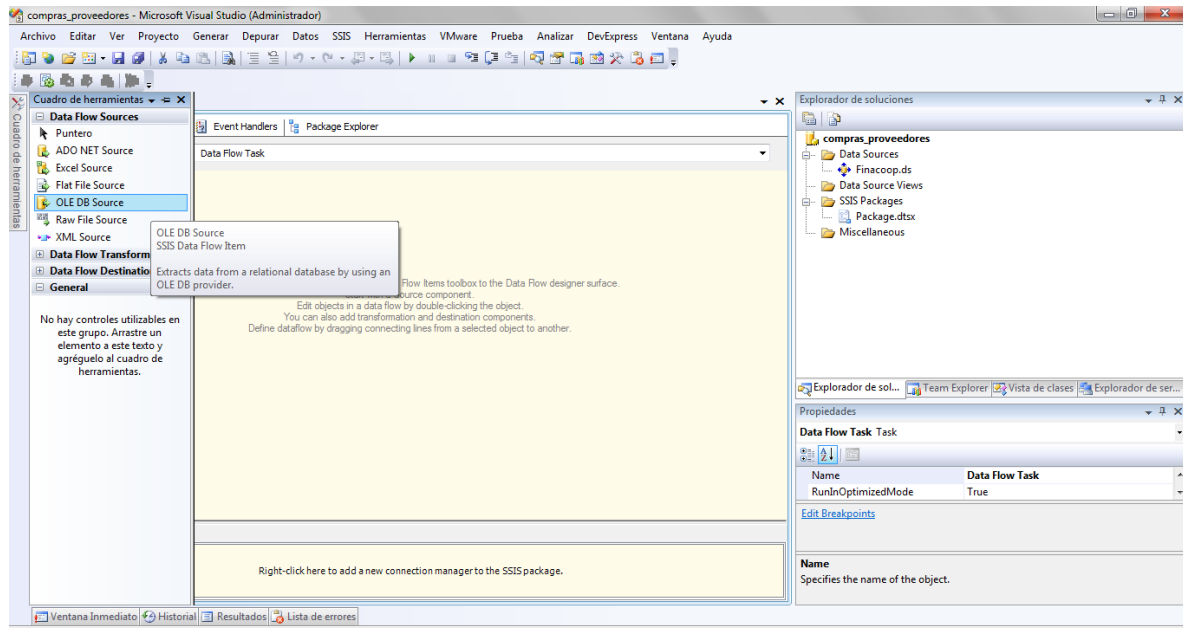 compras_proveedores - Microsoft Visual Studio (Administrador)
Archivo Editar Ver Proyecto Generar Depurar Datos SSIS Herramientas VMware Prueba Analizar DevExpress Ventana Ayuda
Cuadro de herramientas
Cuadro de herramientas
Data Flow Sources
Puntero
ADO NET Source
Excel Source
Flat File Source
OLE DB Source
Raw File Source
XML Source
Data Flow Transform
Data Flow Destinatio
General
No hay controles utilizables en
este grupo. Arrastre un
elemento a este texto y
agréguelo al cuadro de
herramientas.
OLE DB Source
SSIS Data Flow Item
Extracts data from a relational database by using an
OLE DB provider.
Event Handlers Package Explorer
Data Flow Task
Flow Items toolbox to the Data Flow designer surface.
source component.
Edit objects in a data flow by double-clicking the object.
You can also add transformation and destination components.
Define dataflow by dragging connecting lines from a selected object to another.
Right-click here to add a new connection manager to the SSIS package.
Explorador de soluciones
compras_proveedores
Data Sources
Finacoop.ds
Data Source Views
SSIS Packages
Package.dtsx
Miscellaneous
Explorador de sol... Team Explorer Vista de clases Explorador de ser...
Propiedades
Data Flow Task Task
Name Data Flow Task
RunInOptimizedMode True
Edit Breakpoints
Name
Specifies the name of the object.
Ventana Inmediato Historial Resultados Lista de errores